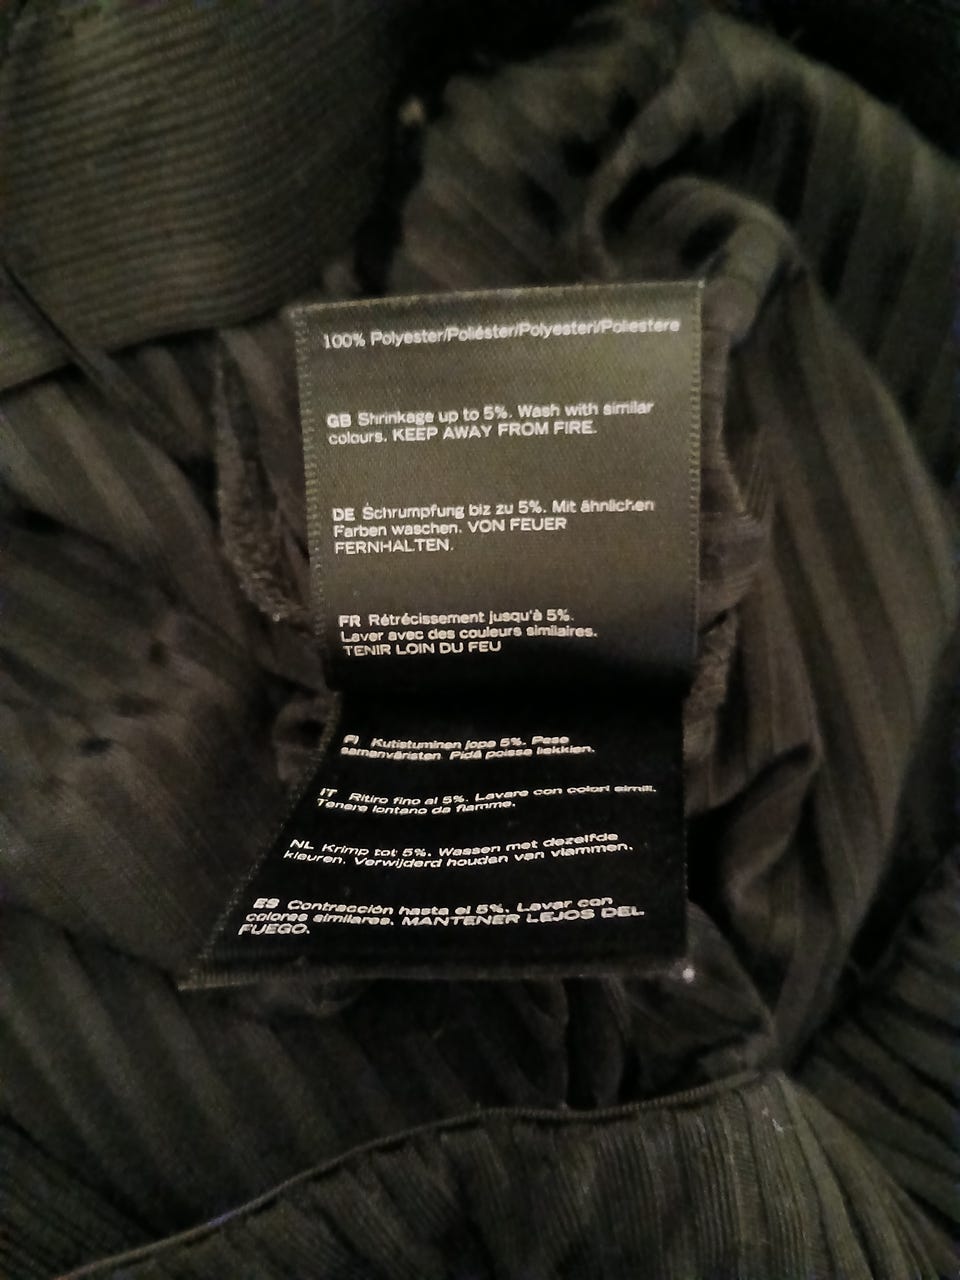 100% Polyester/Poliéster/Polyesteri/Poliestere
GB Shrinkage up to 5%. Wash with similar
colours. KEEP AWAY FROM FIRE.
DE Schrumpfung biz zu 5%. Mit ähnlichen
Farben waschen. VON FEUER
FERNHALTEN.
FR Rétrécissement jusqu'à 5%.
Laver avec des couleurs similaires.
TENIR LOIN DU FEU
FI Kutistuminen jopa 5%. Pese
samanväristen. Pidä poissa liekkien.
IT Ritiro fino al 5%. Lavare con colori simili.
Tenere lontano da fiamme.
NL Krimp tot 5%. Wassen met dezelfde
kleuren. Verwijderd houden van vlammen.
ES Contracción hasta el 5%. Lavar con
colores similares. MANTENER LEJOS DEL
FUEGO.